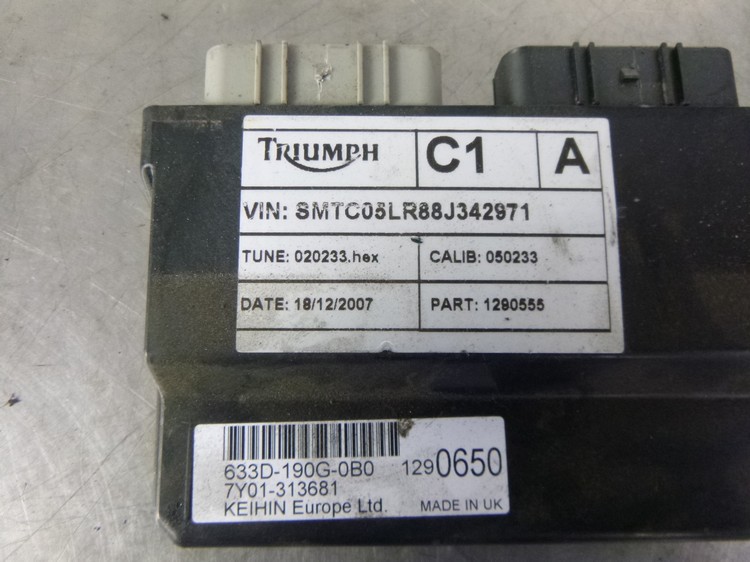 TRIUMPH C1 A
VIN: SMTC05LR88J342971
TUNE: 020233.hex CALIB: 050233
DATE: 18/12/2007 PART: 1290555
633D-190G-0B0 1290650
7Y01-313681
KEIHIN Europe Ltd. MADE IN UK